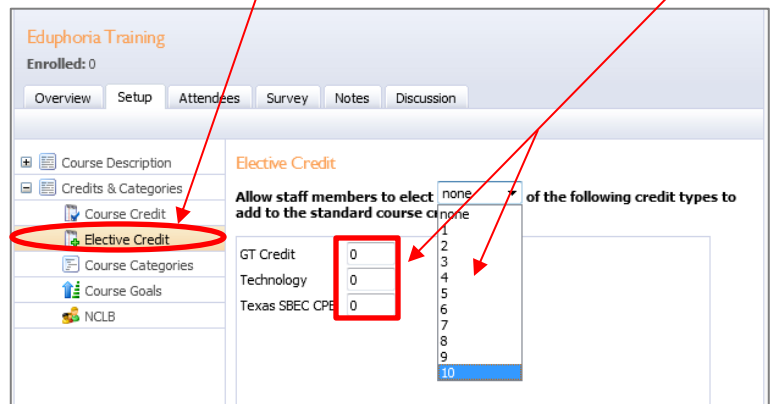 Eduphoria Training
Enrolled: 0
Overview Setup Attendees Survey Notes Discussion
Course Description
Credits & Categories
Course Credit
Elective Credit
Course Categories
Course Goals
NCLB
Elective Credit
Allow staff members to elect none of the following credit types to
add to the standard course cr
none
1
2
3
4
5
6
7
8
9
10
GT Credit 0
Technology 0
Texas SBEC CPE 0